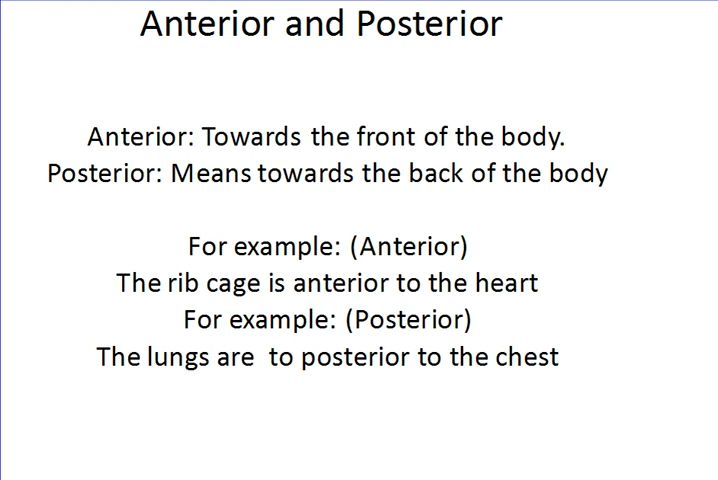 Anterior and Posterior
Anterior: Towards the front of the body.
Posterior: Means towards the back of the body
For example: (Anterior)
The rib cage is anterior to the heart
For example: (Posterior)
The lungs are  to posterior to the chest